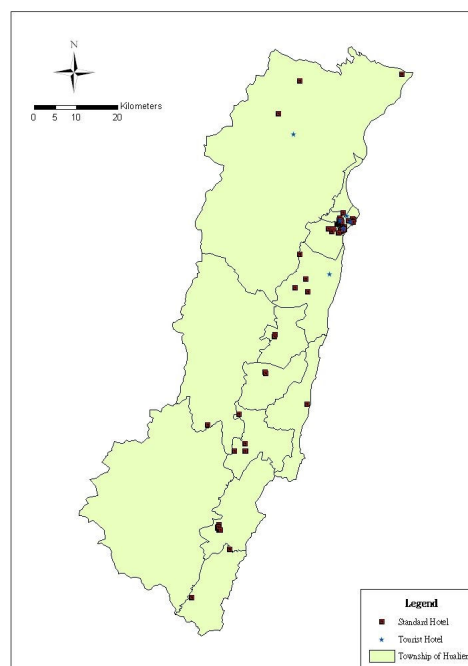 N
Kilometers
0 5 10 20
Legend
Standard Hotel
Tourist Hotel
Township of Hualien